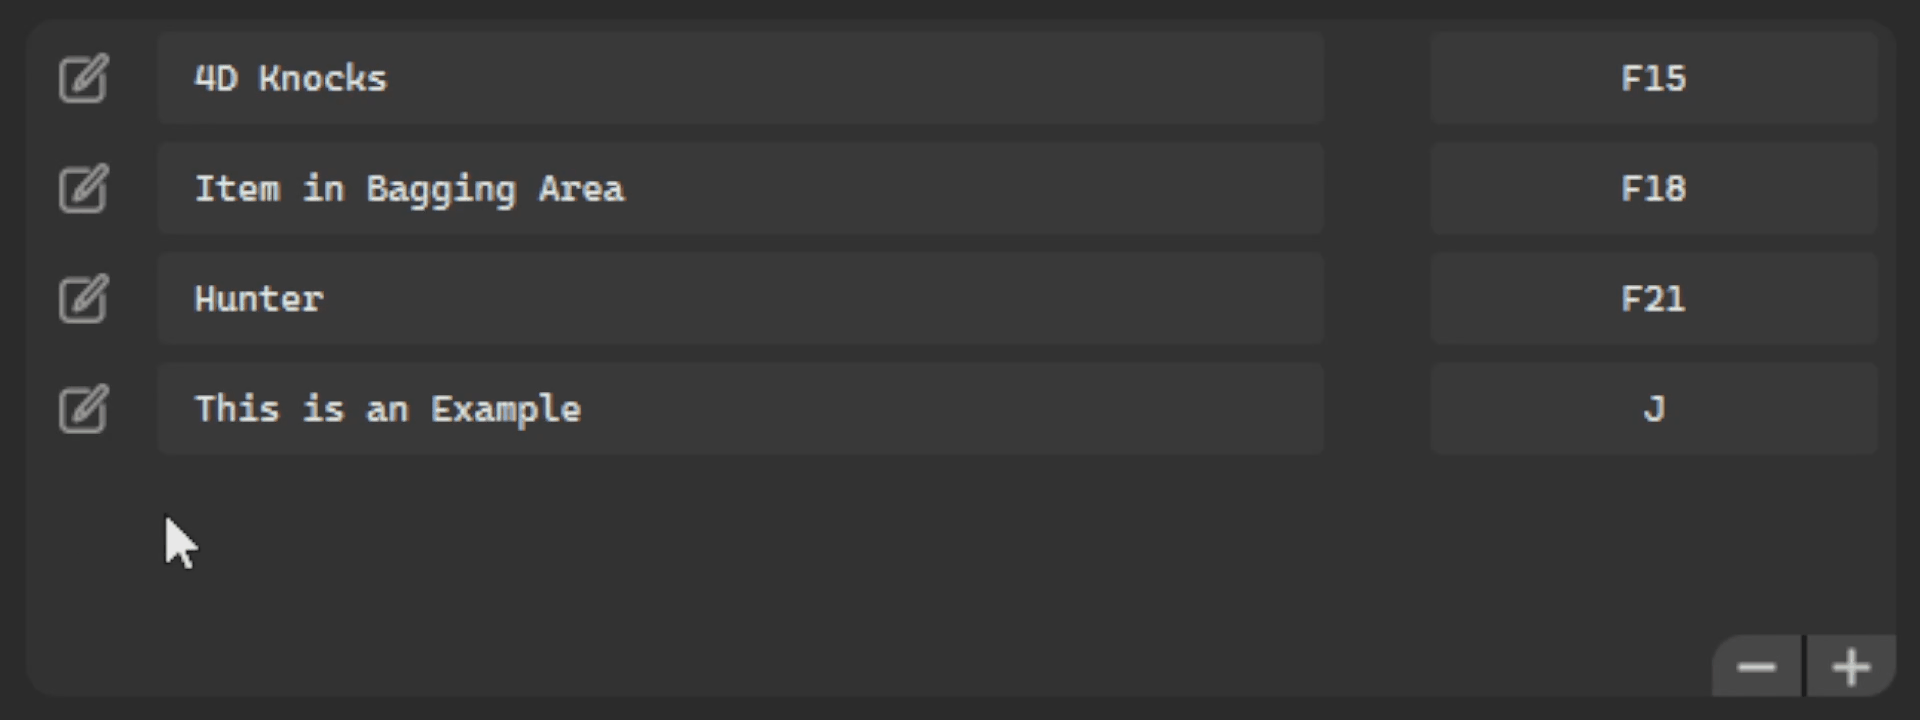 4D Knocks F15
Item in Bagging Area F18
Hunter F21
This is an Example J